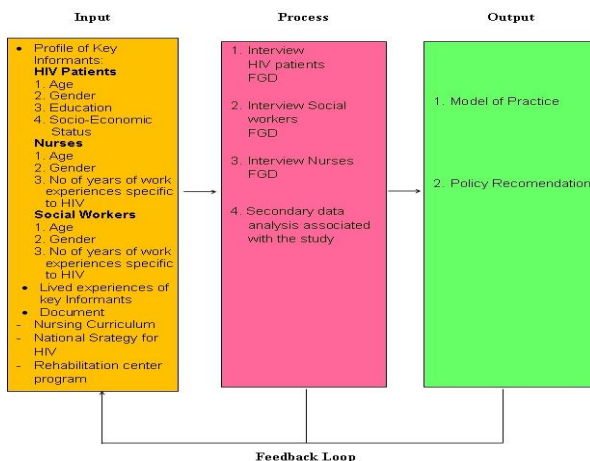 Input
Process
Output
• Profile of Key
Informants:
HIV Patients
1. Age
2. Gender
3. Education
4. Socio-Economic
Status
Nurses
1. Age
2. Gender
3. No of years of work
experiences specific
to HIV
Social Workers
1. Age
2. Gender
3. No of years of work
experiences specific
to HIV
• Lived experiences of
key Informants
• Document
- Nursing Curriculum
- National Srategy for
HIV
- Rehabilitation center
program
1. Interview
HIV patients
FGD
2. Interview Social
workers
FGD
3. Interview Nurses
FGD
4. Secondary data
analysis associated
with the study
1. Model of Practice
2. Policy Recomendation
Feedback Loop